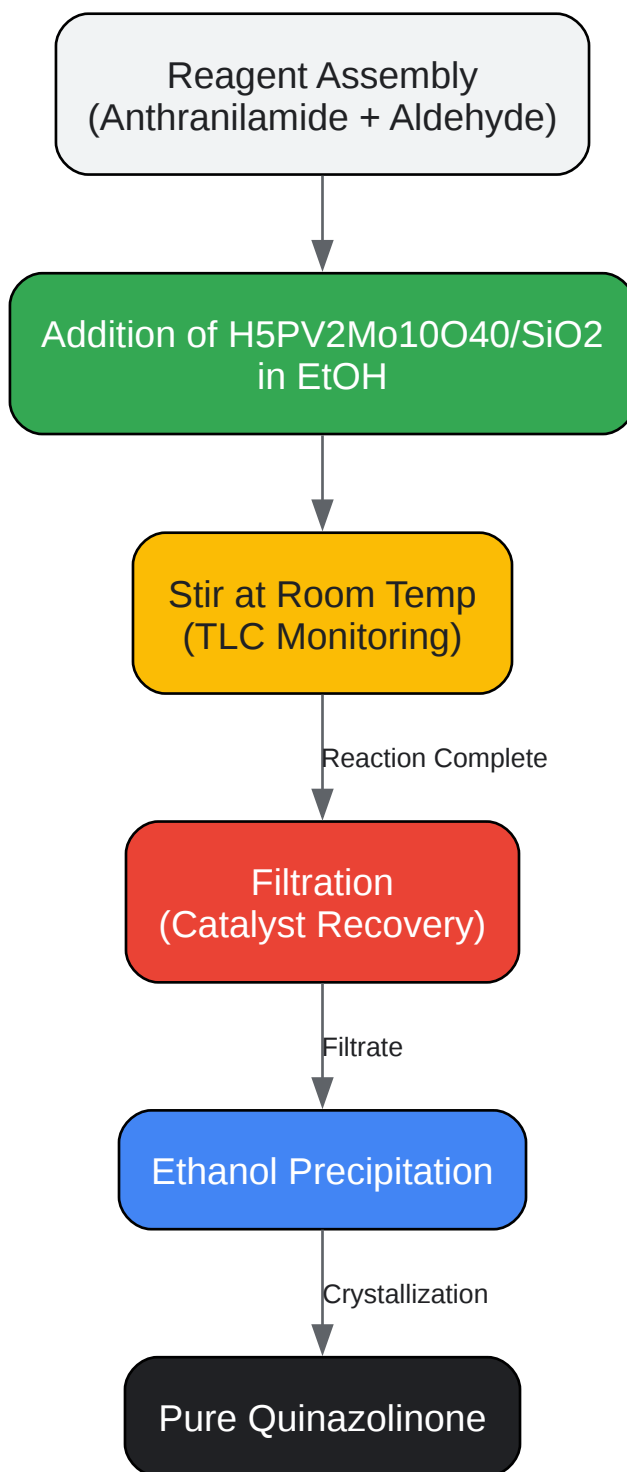 Reagent Assembly
(Anthranilamide + Aldehyde)
Addition of H5PV2Mo10O40/SiO2
in EtOH
Stir at Room Temp
(TLC Monitoring)
Reaction Complete
Filtration
(Catalyst Recovery)
Filtrate
Ethanol Precipitation
Crystallization
Pure Quinazolinone